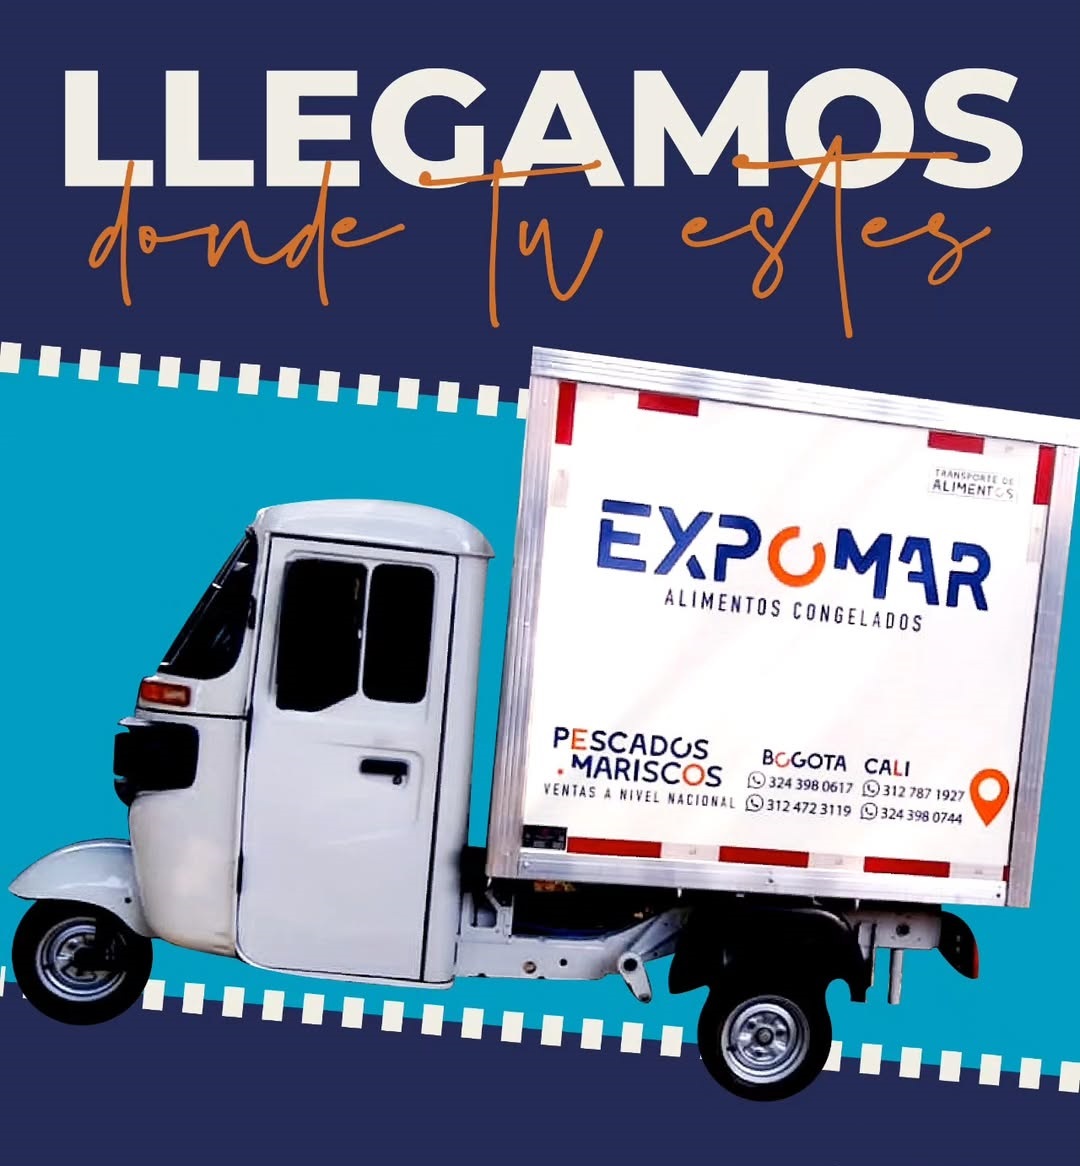 LLEGAMOS
donde tu estes
TRANSPORTE DE
ALIMENTOS
EXPOMAR
ALIMENTOS CONGELADOS
PESCADOS
. MARISCOS
VENTAS A NIVEL NACIONAL
BOGOTA CALI
324 398 0617 312 787 1927
312 472 3119 324 398 0744